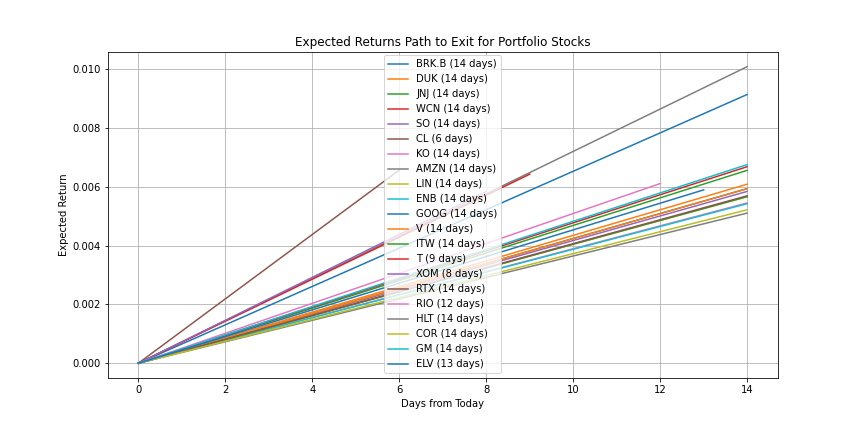 Expected Returns Path to Exit for Portfolio Stocks
Expected Return
0.010
0.008
0.006
0.004
0.002
0.000
BRK.B (14 days)
DUK (14 days)
JNJ (14 days)
WCN (14 days)
SO (14 days)
CL (6 days)
KO (14 days)
AMZN (14 days)
LIN (14 days)
ENB (14 days)
GOOG (14 days)
V (14 days)
ITW (14 days)
T (9 days)
XOM (8 days)
RTX (14 days)
RIO (12 days)
HLT (14 days)
COR (14 days)
GM (14 days)
ELV (13 days)
0 2 4 6 8 10 12 14
Days from Today